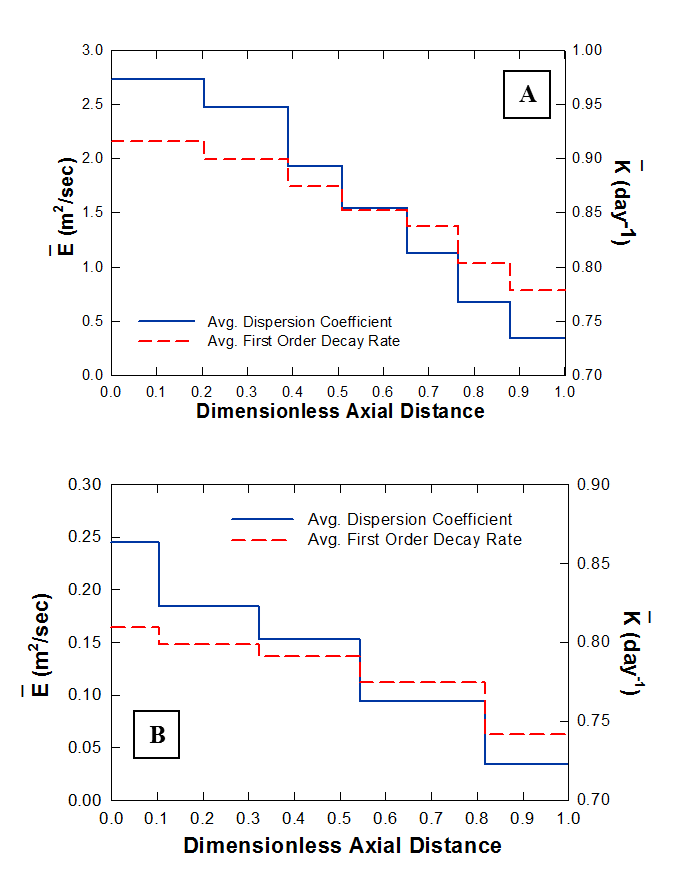 3.0
2.5
2.0
1.5
1.0
0.5
0.0
E̅ (m²/sec)
1.00
0.95
0.90
0.85
0.80
0.75
0.70
K̅ (day⁻¹)
A
Avg. Dispersion Coefficient
Avg. First Order Decay Rate
0.0 0.1 0.2 0.3 0.4 0.5 0.6 0.7 0.8 0.9 1.0
Dimensionless Axial Distance
0.30
0.25
0.20
0.15
0.10
0.05
0.00
E̅ (m²/sec)
0.90
0.85
0.80
0.75
0.70
K̅ (day⁻¹)
Avg. Dispersion Coefficient
Avg. First Order Decay Rate
B
0.0 0.1 0.2 0.3 0.4 0.5 0.6 0.7 0.8 0.9 1.0
Dimensionless Axial Distance